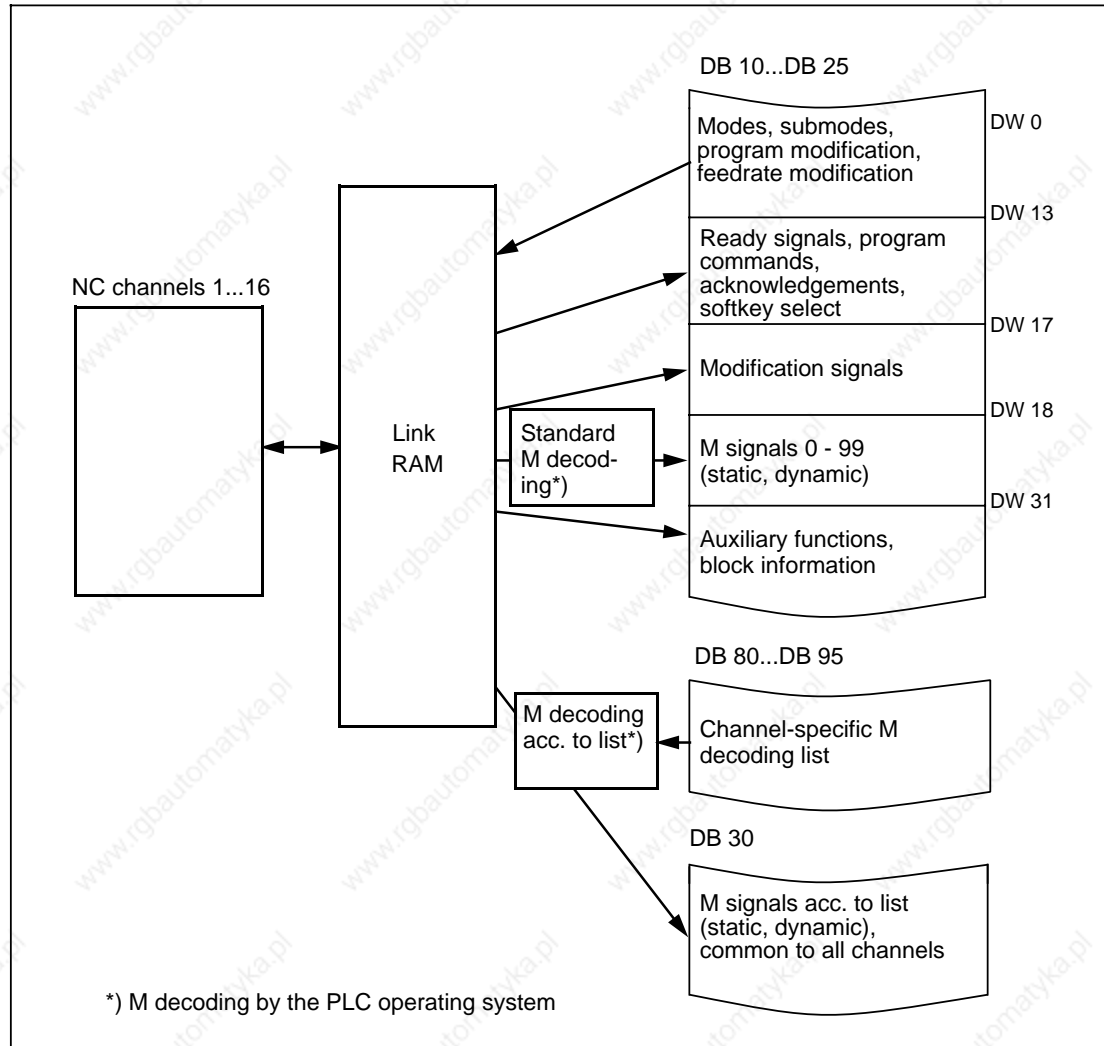 DB 10...DB 25
Modes, submodes,
program modification,
feedrate modification
DW 0
DW 13
Ready signals, program
commands,
acknowledgements,
softkey select
DW 17
Modification signals
DW 18
M signals 0 - 99
(static, dynamic)
DW 31
Auxiliary functions,
block information
NC channels 1...16
Link
RAM
Standard
M decod-
ing*)
M decoding
acc. to list*)
DB 80...DB 95
Channel-specific M
decoding list
DB 30
M signals acc. to list
(static, dynamic),
common to all channels
*) M decoding by the PLC operating system
www.rgbautomatyka.pl